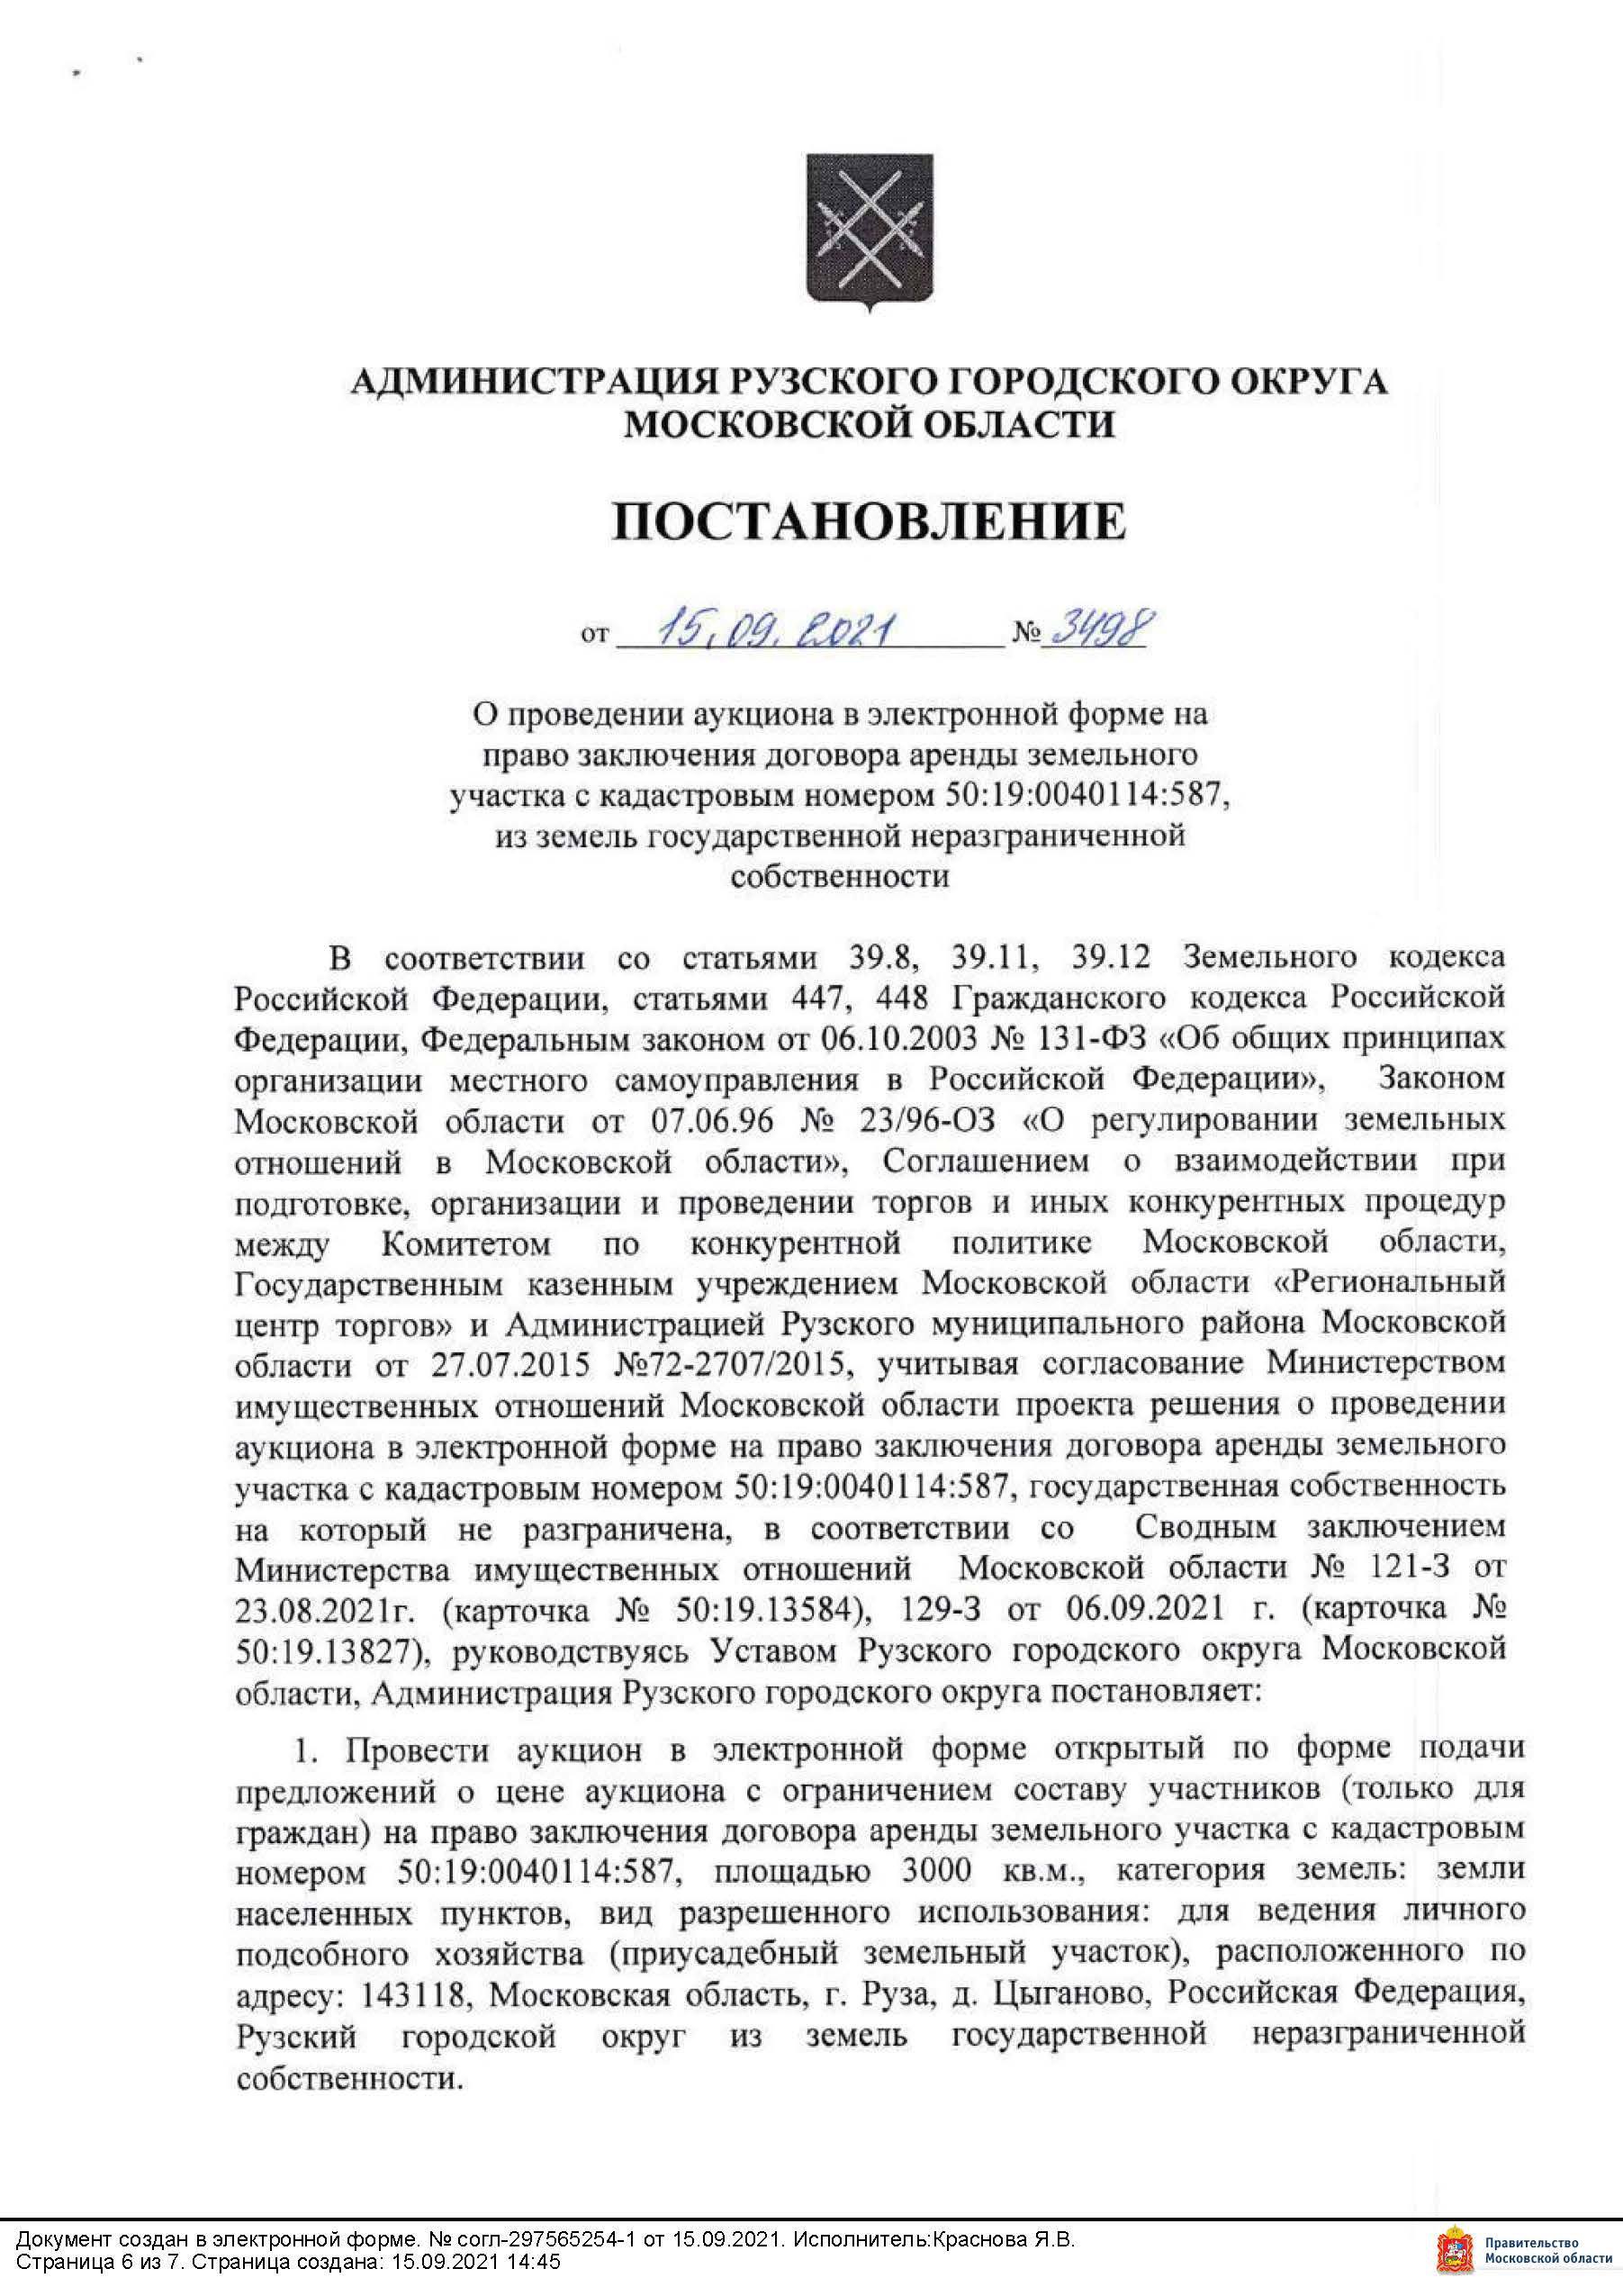 АДМИНИСТРАЦИЯ РУЗСКОГО ГОРОДСКОГО ОКРУГА
МОСКОВСКОЙ ОБЛАСТИ
ПОСТАНОВЛЕНИЕ
от 15.09.2021 № 3498
О проведении аукциона в электронной форме на
право заключения договора аренды земельного
участка с кадастровым номером 50:19:0040114:587,
из земель государственной неразграниченной
собственности
В соответствии со статьями 39.8, 39.11, 39.12 Земельного кодекса
Российской Федерации, статьями 447, 448 Гражданского кодекса Российской
Федерации, Федеральным законом от 06.10.2003 № 131-ФЗ «Об общих принципах
организации местного самоуправления в Российской Федерации», Законом
Московской области от 07.06.96 № 23/96-ОЗ «О регулировании земельных
отношений в Московской области», Соглашением о взаимодействии при
подготовке, организации и проведении торгов и иных конкурентных процедур
между Комитетом по конкурентной политике Московской области,
Государственным казенным учреждением Московской области «Региональный
центр торгов» и Администрацией Рузского муниципального района Московской
области от 27.07.2015 №72-2707/2015, учитывая согласование Министерством
имущественных отношений Московской области проекта решения о проведении
аукциона в электронной форме на право заключения договора аренды земельного
участка с кадастровым номером 50:19:0040114:587, государственная собственность
на который не разграничена, в соответствии со Сводным заключением
Министерства имущественных отношений Московской области № 121-З от
23.08.2021г. (карточка № 50:19.13584), 129-З от 06.09.2021 г. (карточка №
50:19.13827), руководствуясь Уставом Рузского городского округа Московской
области, Администрация Рузского городского округа постановляет:
1. Провести аукцион в электронной форме открытый по форме подачи
предложений о цене аукциона с ограничением составу участников (только для
граждан) на право заключения договора аренды земельного участка с кадастровым
номером 50:19:0040114:587, площадью 3000 кв.м., категория земель: земли
населенных пунктов, вид разрешенного использования: для ведения личного
подсобного хозяйства (приусадебный земельный участок), расположенного по
адресу: 143118, Московская область, г. Руза, д. Цыганово, Российская Федерация,
Рузский городской округ из земель государственной неразграниченной
собственности.
Документ создан в электронной форме. № согл-297565254-1 от 15.09.2021. Исполнитель:Краснова Я.В.
Страница 6 из 7. Страница создана: 15.09.2021 14:45
Правительство
Московской области